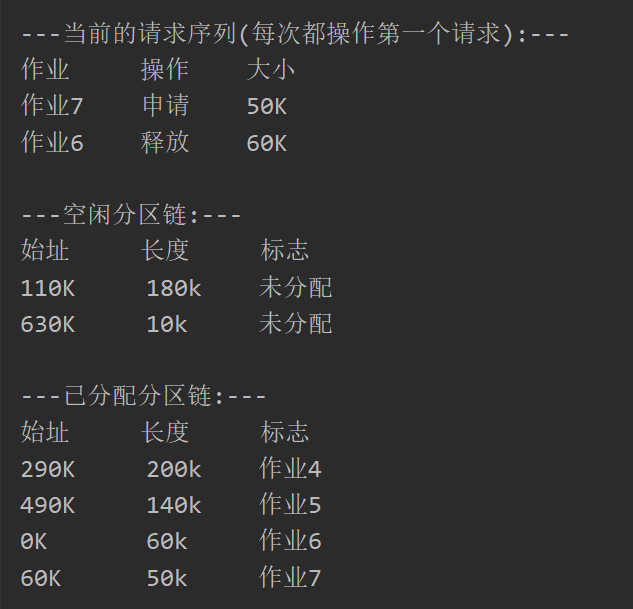 ---当前的请求序列(每次都操作第一个请求):---
作业 操作 大小
作业7 申请 50K
作业6 释放 60K
---空闲分区链:---
始址 长度 标志
110K 180k 未分配
630K 10k 未分配
---已分配分区链:---
始址 长度 标志
290K 200k 作业4
490K 140k 作业5
0K 60k 作业6
60K 50k 作业7